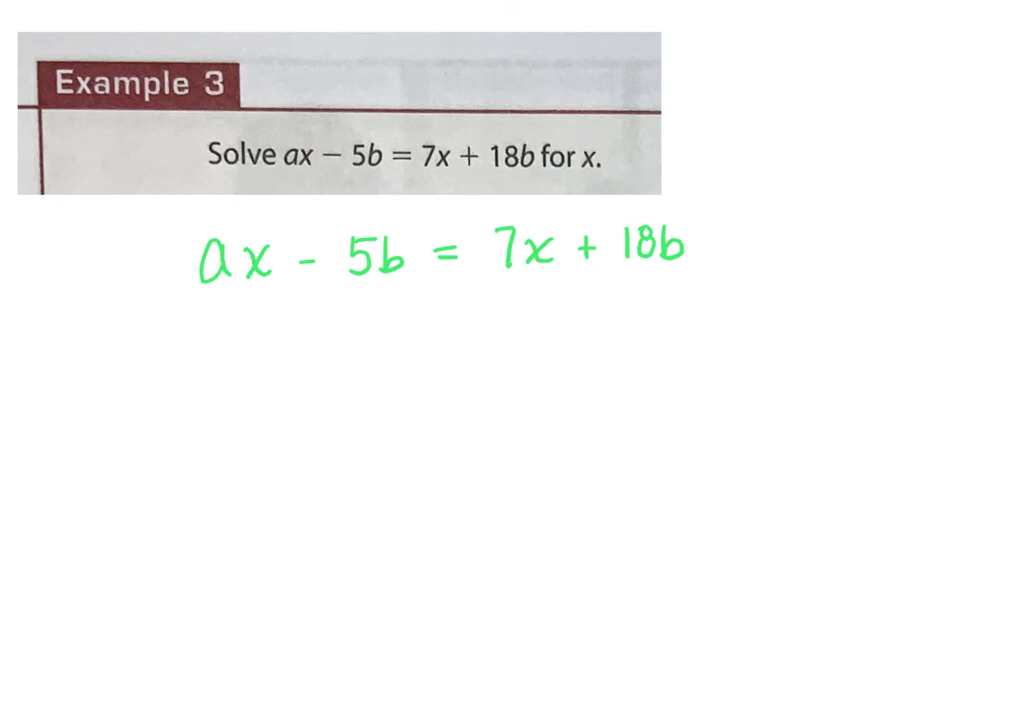 Example 3
Solve ax − 5b = 7x + 18b for x.
ax - 5b = 7x + 18b